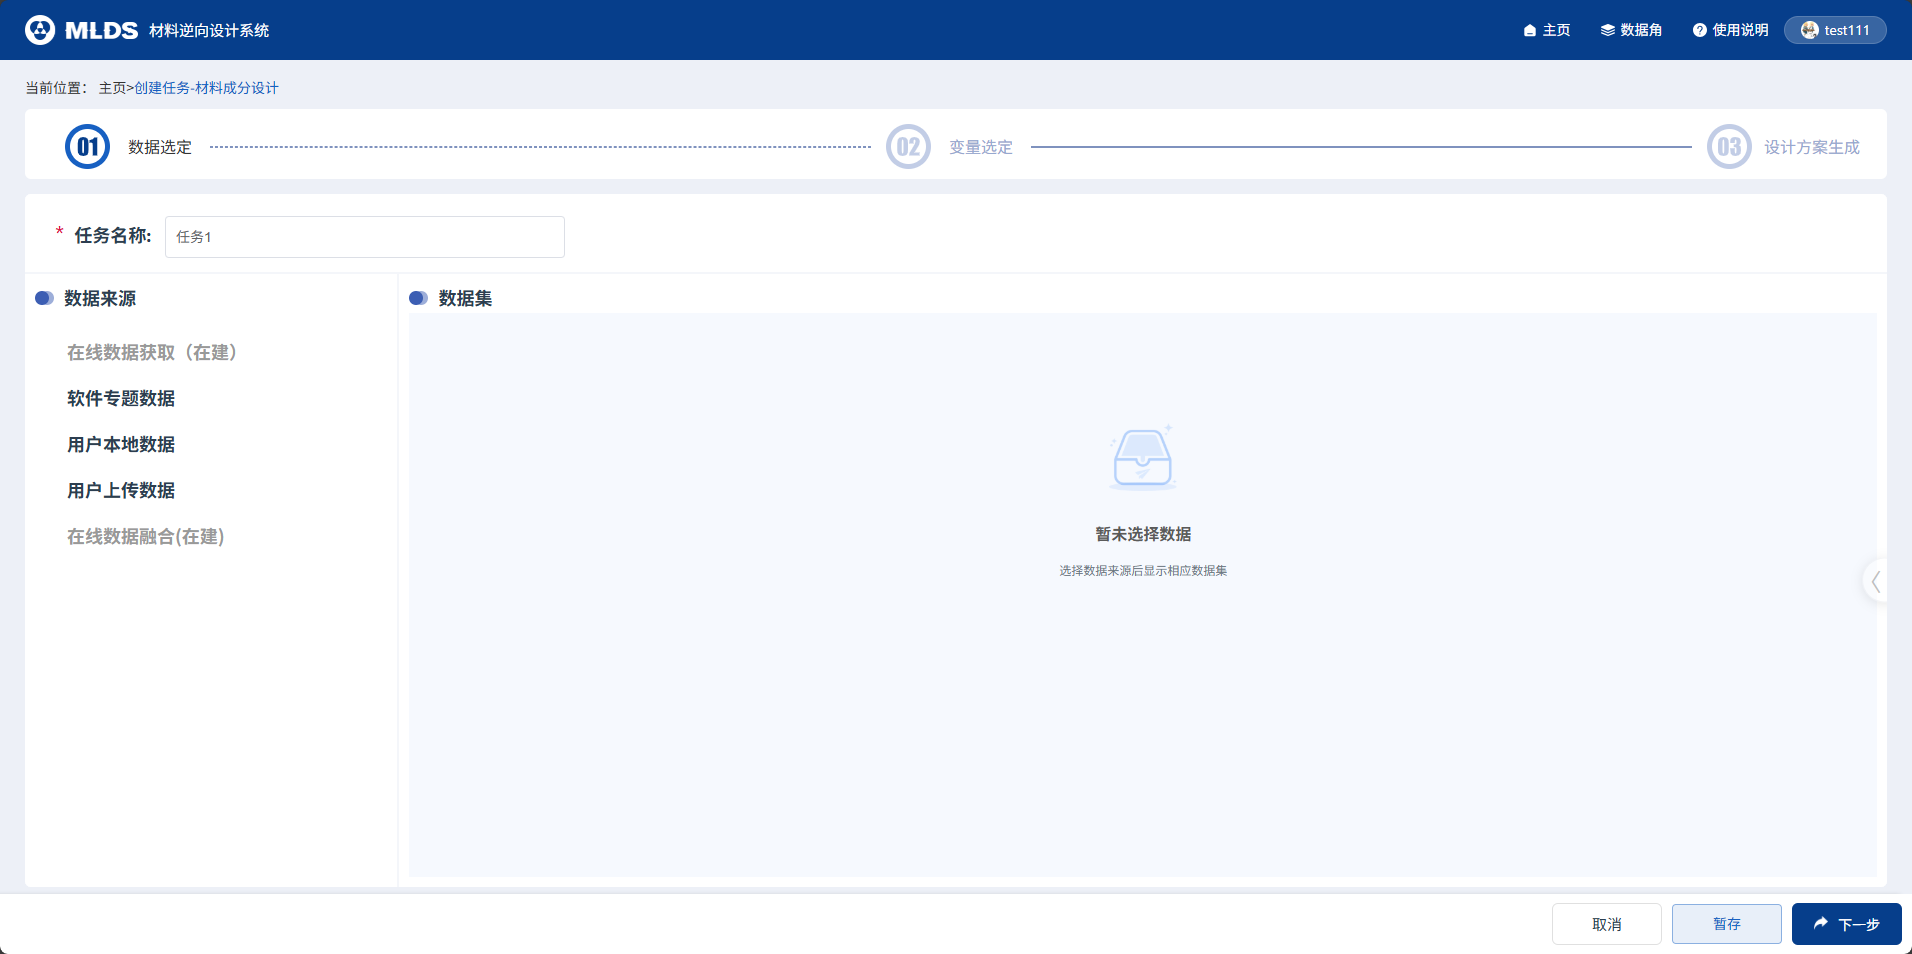 MLDS 材料逆向设计系统
主页 数据角 使用说明 test111
当前位置： 主页>创建任务-材料成分设计
01 数据选定 02 变量选定 03 设计方案生成
* 任务名称: 任务1
数据来源
在线数据获取（在建）
软件专题数据
用户本地数据
用户上传数据
在线数据融合(在建)
数据集
暂未选择数据
选择数据来源后显示相应数据集
取消 暂存 下一步